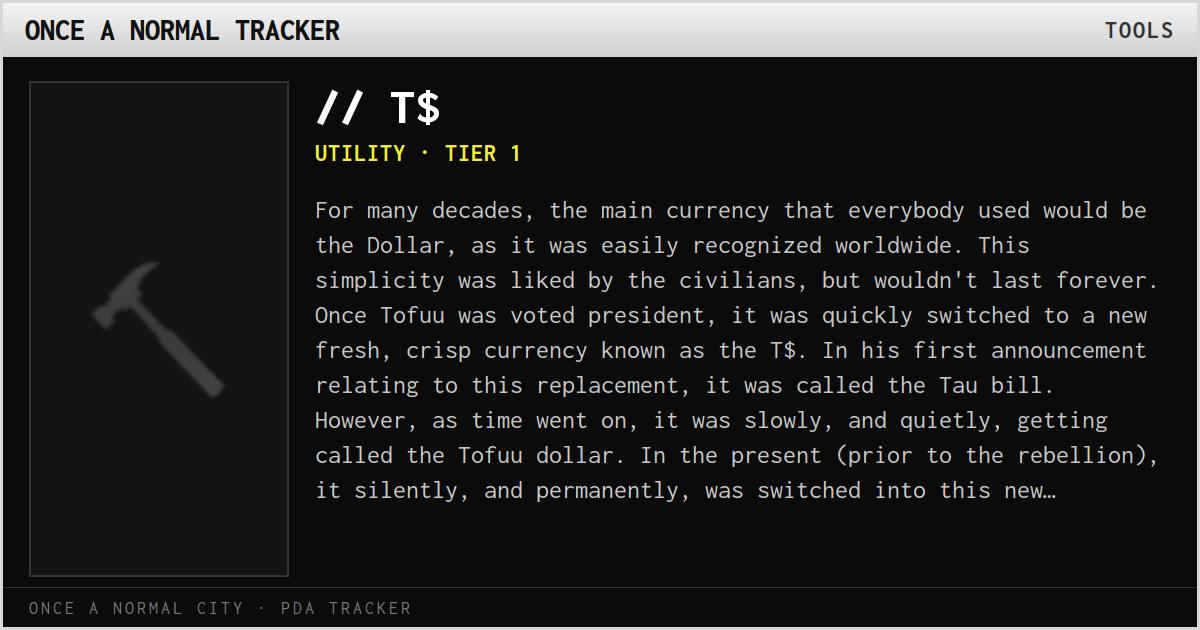 ONCE A NORMAL TRACKER
TOOLS
// T$
UTILITY · TIER 1
For many decades, the main currency that everybody used would be
the Dollar, as it was easily recognized worldwide. This
simplicity was liked by the civilians, but wouldn't last forever.
Once Tofuu was voted president, it was quickly switched to a new
fresh, crisp currency known as the T$. In his first announcement
relating to this replacement, it was called the Tau bill.
However, as time went on, it was slowly, and quietly, getting
called the Tofuu dollar. In the present (prior to the rebellion),
it silently, and permanently, was switched into this new…
ONCE A NORMAL CITY · PDA TRACKER